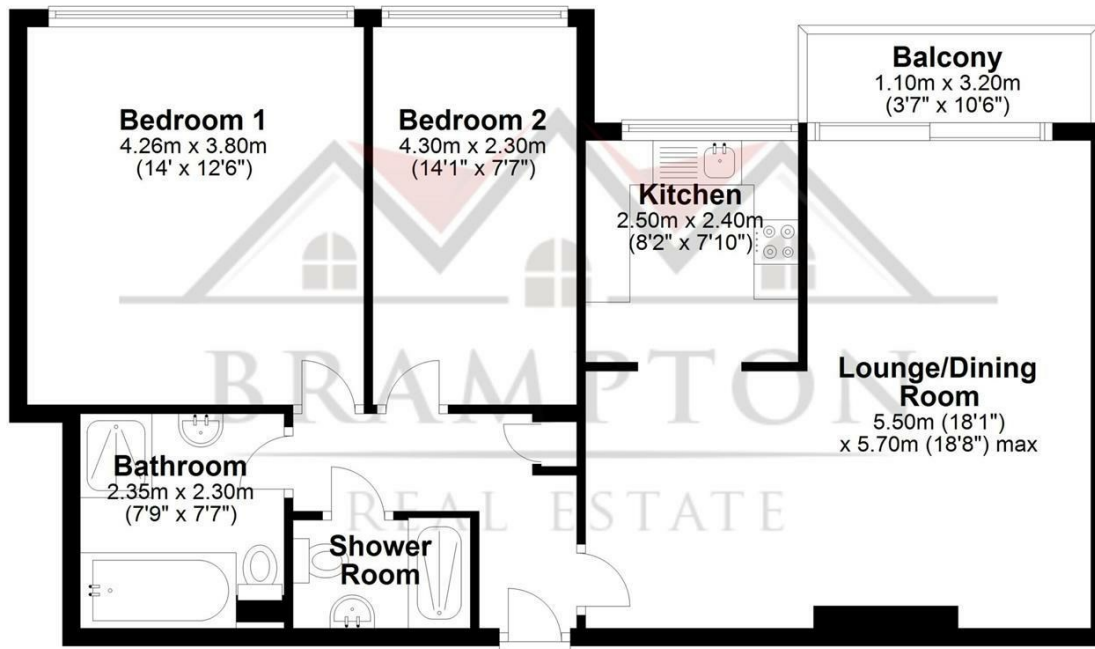 Bedroom 1
4.26m x 3.80m
(14' x 12'6")
Bedroom 2
4.30m x 2.30m
(14'1" x 7'7")
Balcony
1.10m x 3.20m
(3'7" x 10'6")
Kitchen
2.50m x 2.40m
(8'2" x 7'10")
Lounge/Dining
Room
5.50m (18'1")
x 5.70m (18'8") max
Bathroom
2.35m x 2.30m
(7'9" x 7'7")
Shower
Room
BRAMPTON
REAL ESTATE